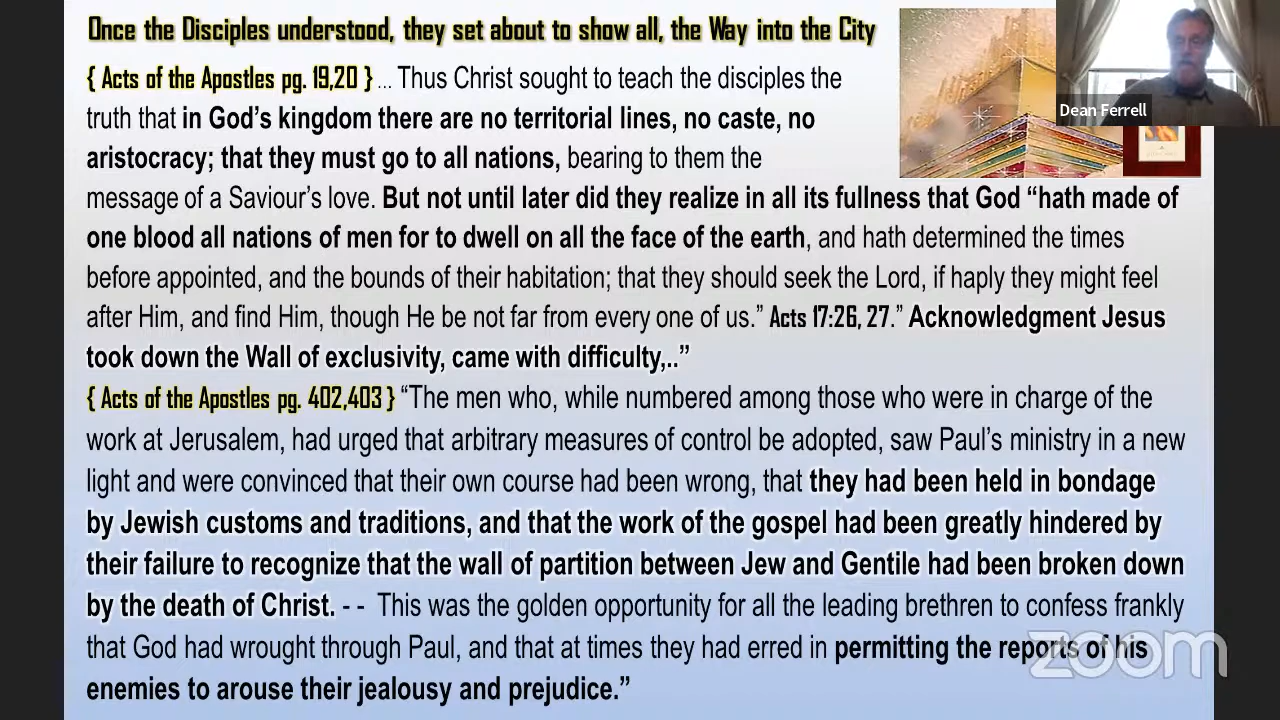 Once the Disciples understood, they set about to show all, the Way into the City
Dean Ferrell
{ Acts of the Apostles pg. 19,20 } ... Thus Christ sought to teach the disciples the
truth that in God's kingdom there are no territorial lines, no caste, no
aristocracy; that they must go to all nations, bearing to them the
message of a Saviour's love. But not until later did they realize in all its fullness that God “hath made of
one blood all nations of men for to dwell on all the face of the earth, and hath determined the times
before appointed, and the bounds of their habitation; that they should seek the Lord, if haply they might feel
after Him, and find Him, though He be not far from every one of us.” Acts 17:26, 27.” Acknowledgment Jesus
took down the Wall of exclusivity, came with difficulty,..”
{ Acts of the Apostles pg. 402,403 } “The men who, while numbered among those who were in charge of the
work at Jerusalem, had urged that arbitrary measures of control be adopted, saw Paul's ministry in a new
light and were convinced that their own course had been wrong, that they had been held in bondage
by Jewish customs and traditions, and that the work of the gospel had been greatly hindered by
their failure to recognize that the wall of partition between Jew and Gentile had been broken down
by the death of Christ. - - This was the golden opportunity for all the leading brethren to confess frankly
that God had wrought through Paul, and that at times they had erred in permitting the reports of his
enemies to arouse their jealousy and prejudice.”
zoom